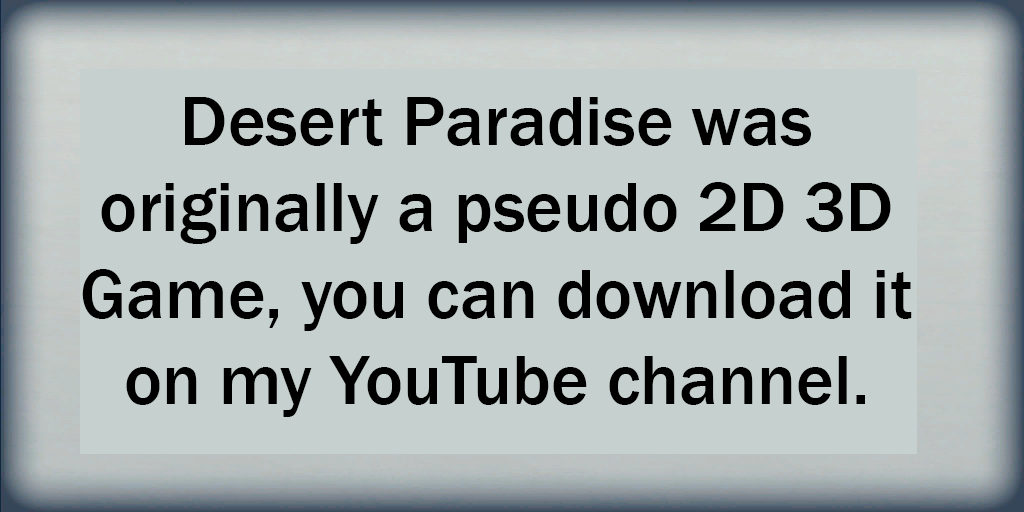 Desert Paradise was
originally a pseudo 2D 3D
Game, you can download it
on my YouTube channel.